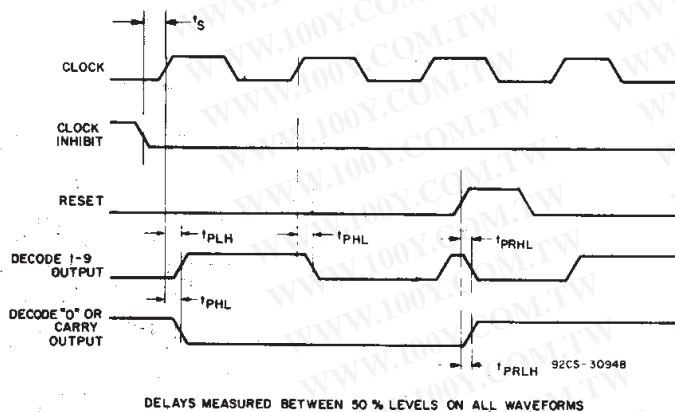 tS
CLOCK
CLOCK
INHIBIT
RESET
tPLH
tPHL
tPRHL
DECODE 1-9
OUTPUT
tPHL
DECODE "0" OR
CARRY
OUTPUT
tPRLH
92CS-30948
DELAYS MEASURED BETWEEN 50 % LEVELS ON ALL WAVEFORMS
WWW.100Y.COM.TW